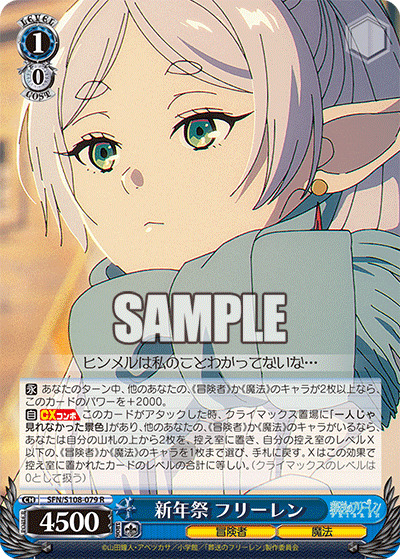 LEVEL
1
0
COST
SAMPLE
ヒンメルは私のことわかってないな…
永 あなたのターン中、他のあなたの、《冒険者》か《魔法》のキャラが2枚以上なら、
このカードのパワーを+2000。
自 CXコンボ このカードがアタックした時、クライマックス置場に「一人じゃ
見れなかった景色」があり、他のあなたの、《冒険者》か《魔法》のキャラがいるなら、
あなたは自分の山札の上から2枚を、控え室に置き、自分の控え室のレベルX
以下の、《冒険者》か《魔法》のキャラを1枚まで選び、手札に戻す。Xはこの効果
で控え室に置かれたカードのレベルの合計に等しい。(クライマックスのレベルは
0として扱う)
CH SFN/S108-079 R
4500
新年祭 フリーレン
冒険者 魔法
葬送のフリーレン
©山田鐘人・アベツカサ/小学館/「葬送のフリーレン」製作委員会